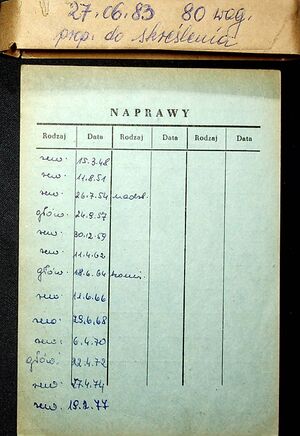 27.06.83 80 wag.
prop. do skreślenia
NAPRAWY
Rodzaj Data Rodzaj Data Rodzaj Data
rew. 15.3.48
rew. 11.8.51
rew. 26.7.54
głów. 24.9.57
rew. 30.12.59
rew. 11.4.62
głów. 18.6.64
rew. 11.6.66
rew. 29.6.68
rew. 6.4.70
głów. 22.4.72
rew. 27.4.74
rew. 19.2.77